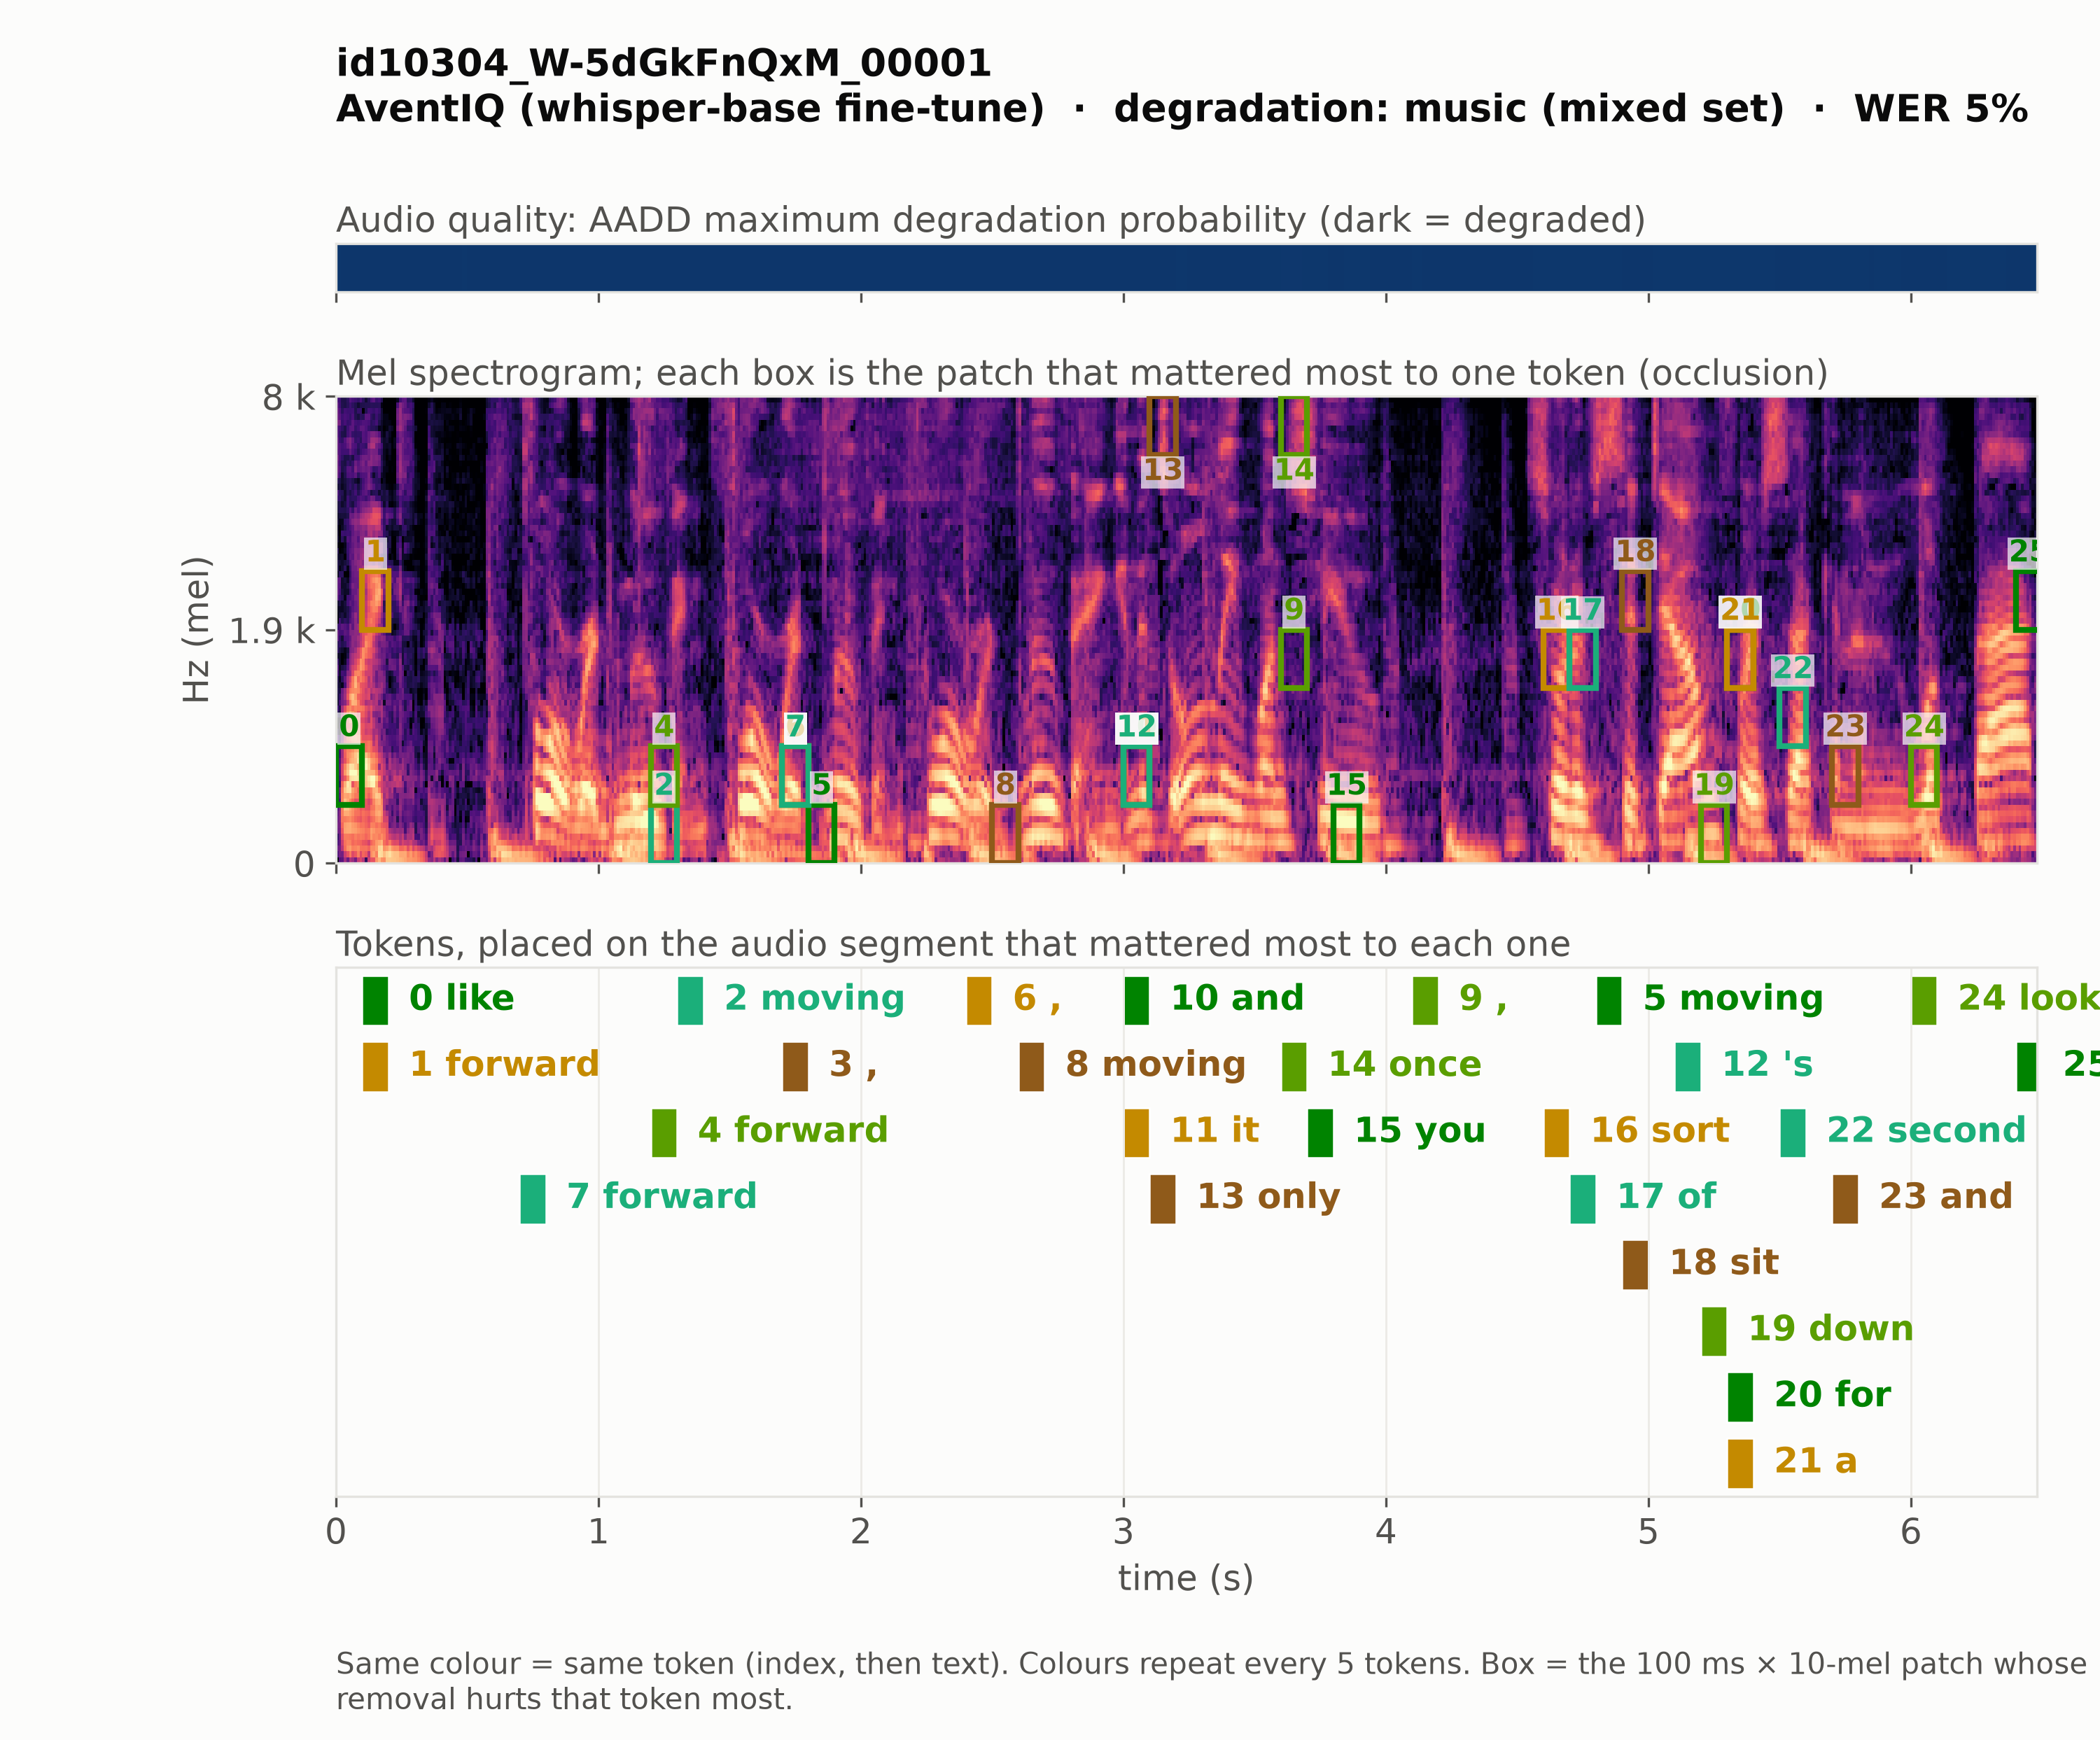 id10304_W-5dGkFnQxM_00001
AventIQ (whisper-base fine-tune) · degradation: music (mixed set) · WER 5%
Audio quality: AADD maximum degradation probability (dark = degraded)
Mel spectrogram; each box is the patch that mattered most to one token (occlusion)
8 k
13 14
1 18 25
Hz (mel)
1.9 k
9 16 17 21
22
0 4 7 12 23 24
2 5 8 15 19
0
Tokens, placed on the audio segment that mattered most to each one
0 like 2 moving 6 , 10 and 9 , 5 moving 24 look
1 forward 3 , 8 moving 14 once 12 's 25
4 forward 11 it 15 you 16 sort 22 second
7 forward 13 only 17 of 23 and
18 sit
19 down
20 for
21 a
0 1 2 3 4 5 6
time (s)
Same colour = same token (index, then text). Colours repeat every 5 tokens. Box = the 100 ms × 10-mel patch whose
removal hurts that token most.